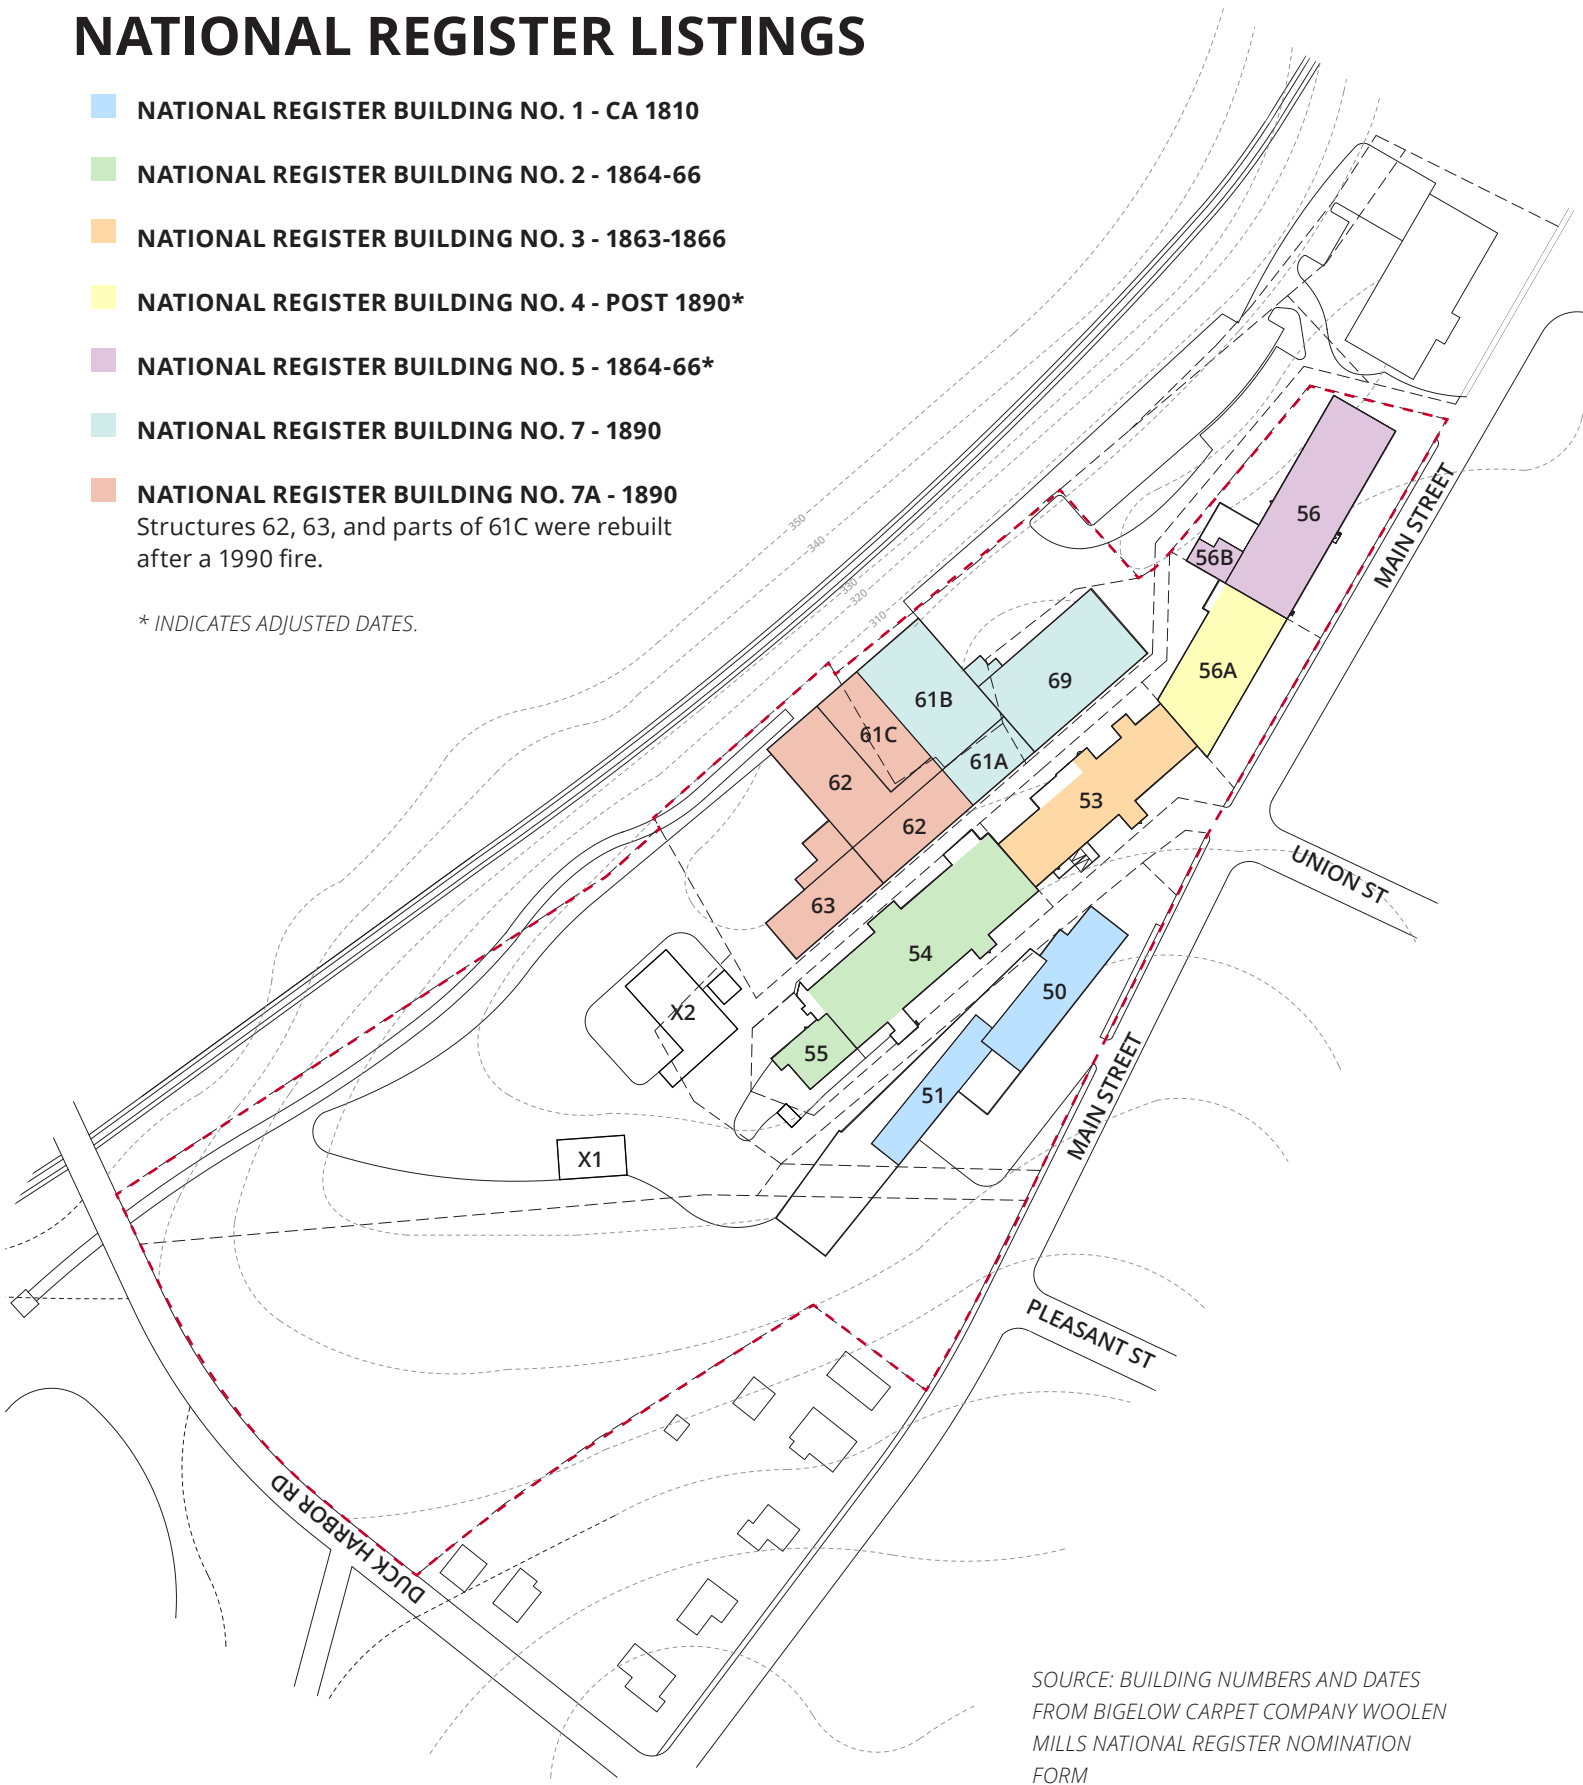 NATIONAL REGISTER LISTINGS
NATIONAL REGISTER BUILDING NO. 1 - CA 1810
NATIONAL REGISTER BUILDING NO. 2 - 1864-66
NATIONAL REGISTER BUILDING NO. 3 - 1863-1866
NATIONAL REGISTER BUILDING NO. 4 - POST 1890*
NATIONAL REGISTER BUILDING NO. 5 - 1864-66*
NATIONAL REGISTER BUILDING NO. 7 - 1890
NATIONAL REGISTER BUILDING NO. 7A - 1890
Structures 62, 63, and parts of 61C were rebuilt
after a 1990 fire.
* INDICATES ADJUSTED DATES.
350
340
330
320
310
56
56B
56A
MAIN STREET
69
61B
61C
61A
62
62
53
63
54
UNION ST
50
X2
55
51
MAIN STREET
X1
PLEASANT ST
DUCK HARBOR RD
SOURCE: BUILDING NUMBERS AND DATES
FROM BIGELOW CARPET COMPANY WOOLEN
MILLS NATIONAL REGISTER NOMINATION
FORM